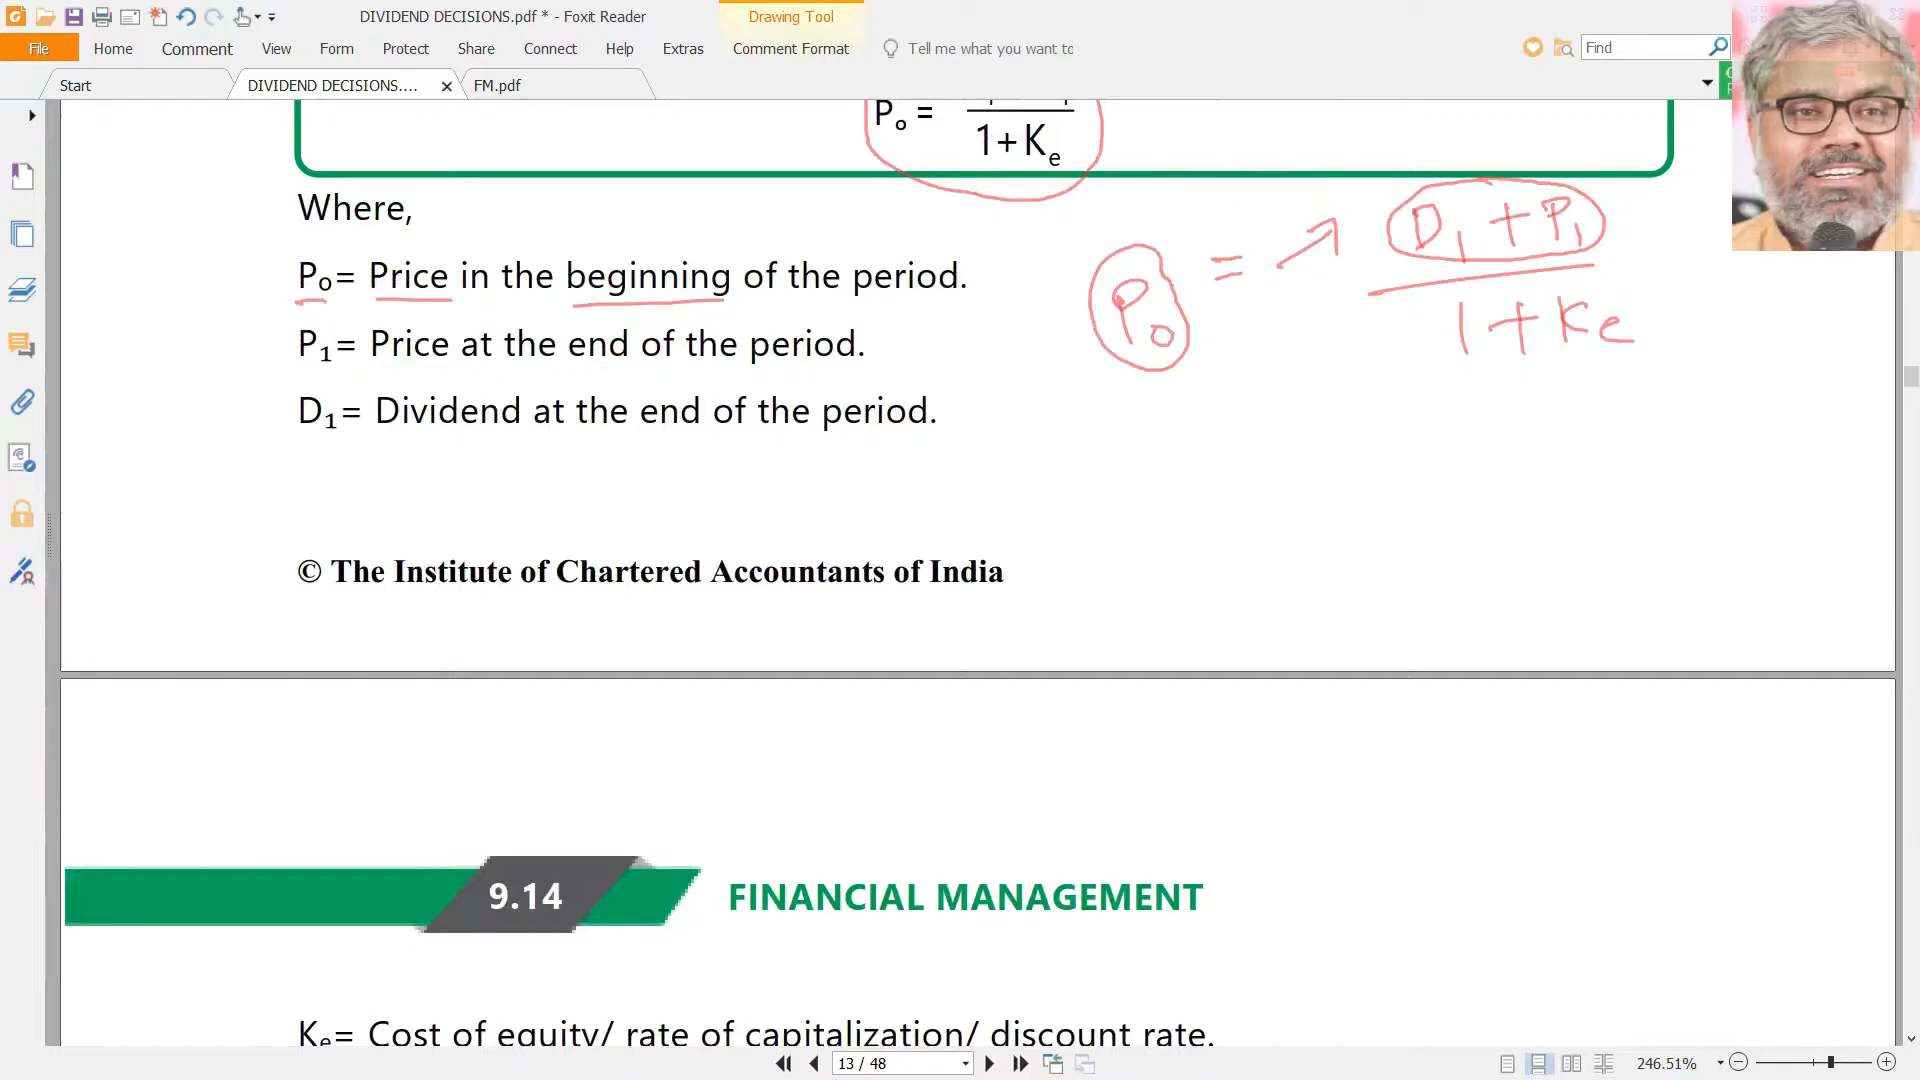 DIVIDEND DECISIONS.pdf * - Foxit Reader
Drawing Tool
File Home Comment View Form Protect Share Connect Help Extras Comment Format Tell me what you want to Find
Start DIVIDEND DECISIONS.... FM.pdf
P₀ =
1+ Kₑ
Where,
P₀= Price in the beginning of the period.
P₁= Price at the end of the period.
D₁= Dividend at the end of the period.
P₀ = D₁ + P₁
1 + Ke
© The Institute of Chartered Accountants of India
9.14 FINANCIAL MANAGEMENT
Kₑ= Cost of equity/ rate of capitalization/ discount rate.
13 / 48 246.51%